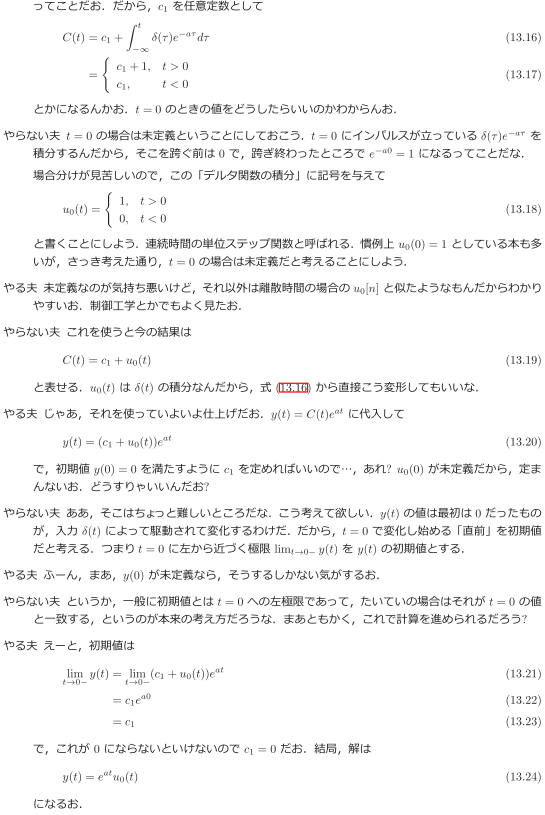 ってことだお．だから，c₁ を任意定数として
C(t) = c₁ + ∫_{−∞}^{t} δ(τ)e^{−aτ}dτ (13.16)
= { c₁ + 1, t > 0 (13.17)
c₁, t < 0
とかになるんかお．t = 0 のときの値をどうしたらいいのかわからんお．
やらない夫 t = 0 の場合は未定義ということにしておこう．t = 0 にインパルスが立っている δ(τ)e^{−aτ} を
積分するんだから，そこを跨ぐ前は 0 で，跨ぎ終わったところで e^{−a0} = 1 になるってことだな．
場合分けが見苦しいので，この「デルタ関数の積分」に記号を与えて
u₀(t) = { 1, t > 0 (13.18)
0, t < 0
と書くことにしよう．連続時間の単位ステップ関数と呼ばれる．慣例上 u₀(0) = 1 としている本も多
いが，さっき考えた通り，t = 0 の場合は未定義だと考えることにしよう．
やる夫 未定義なのが気持ち悪いけど，それ以外は離散時間の場合の u₀[n] と似たようなもんだからわかり
やすいお．制御工学とかでもよく見たお．
やらない夫 これを使うと今の結果は
C(t) = c₁ + u₀(t) (13.19)
と表せる．u₀(t) は δ(t) の積分なんだから，式 (13.16) から直接こう変形してもいいな．
やる夫 じゃあ，それを使っていよいよ仕上げだお．y(t) = C(t)e^{at} に代入して
y(t) = (c₁ + u₀(t))e^{at} (13.20)
で，初期値 y(0) = 0 を満たすように c₁ を定めればいいので…，あれ? u₀(0) が未定義だから，定ま
んないお．どうすりゃいいんだお?
やらない夫 ああ，そこはちょっと難しいところだな．こう考えて欲しい．y(t) の値は最初は 0 だったもの
が，入力 δ(t) によって駆動されて変化するわけだ．だから，t = 0 で変化し始める「直前」を初期値
だと考える．つまり t = 0 に左から近づく極限 lim_{t→0−} y(t) を y(t) の初期値とする．
やる夫 ふーん，まあ，y(0) が未定義なら，そうするしかない気がするお．
やらない夫 というか，一般に初期値とは t = 0 への左極限であって，たいていの場合はそれが t = 0 の値
と一致する，というのが本来の考え方だろうな．まあともかく，これで計算を進められるだろう?
やる夫 えーと，初期値は
lim_{t→0−} y(t) = lim_{t→0−} (c₁ + u₀(t))e^{at} (13.21)
= c₁e^{a0} (13.22)
= c₁ (13.23)
で，これが 0 にならないといけないので c₁ = 0 だお．結局，解は
y(t) = e^{at}u₀(t) (13.24)
になるお．